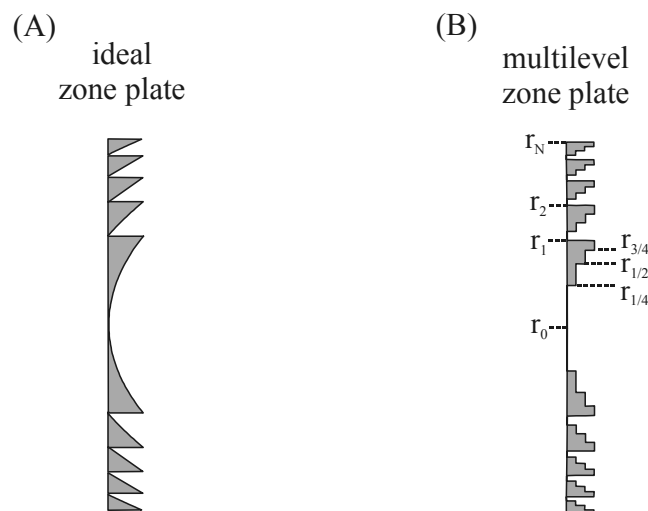 (A)
ideal
zone plate
(B)
multilevel
zone plate
r_N
r_2
r_1
r_3/4
r_1/2
r_1/4
r_0